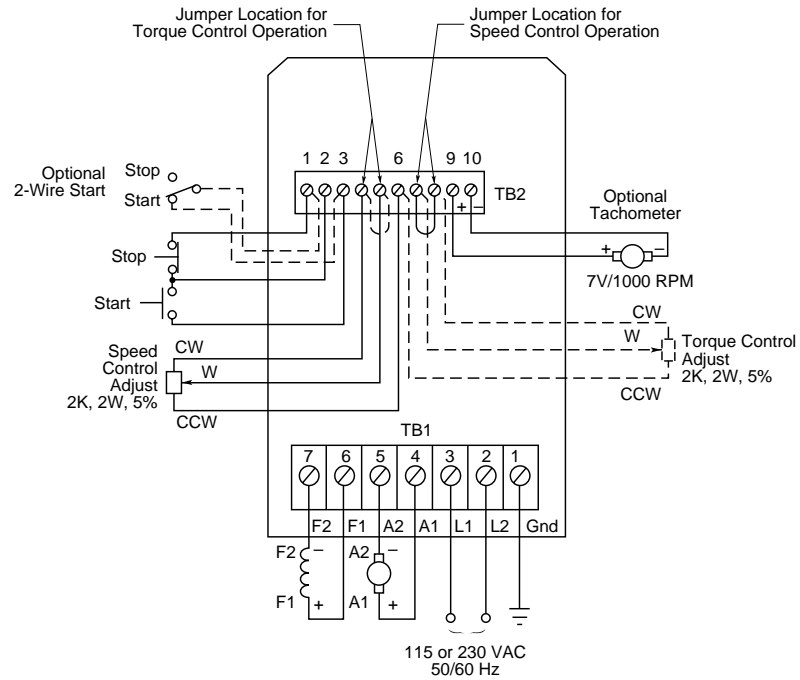 Jumper Location for
Torque Control Operation
Jumper Location for
Speed Control Operation
Optional
2-Wire Start
Stop
Start
1 2 3 6 9 10
TB2
+ –
Optional
Tachometer
+ –
7V/1000 RPM
Stop
Start
CW
W
CCW
Torque Control
Adjust
2K, 2W, 5%
Speed
Control
Adjust
2K, 2W, 5%
CW
W
CCW
TB1
7 6 5 4 3 2 1
F2 F1 A2 A1 L1 L2 Gnd
F2 –
F1 +
A2 –
A1 +
115 or 230 VAC
50/60 Hz